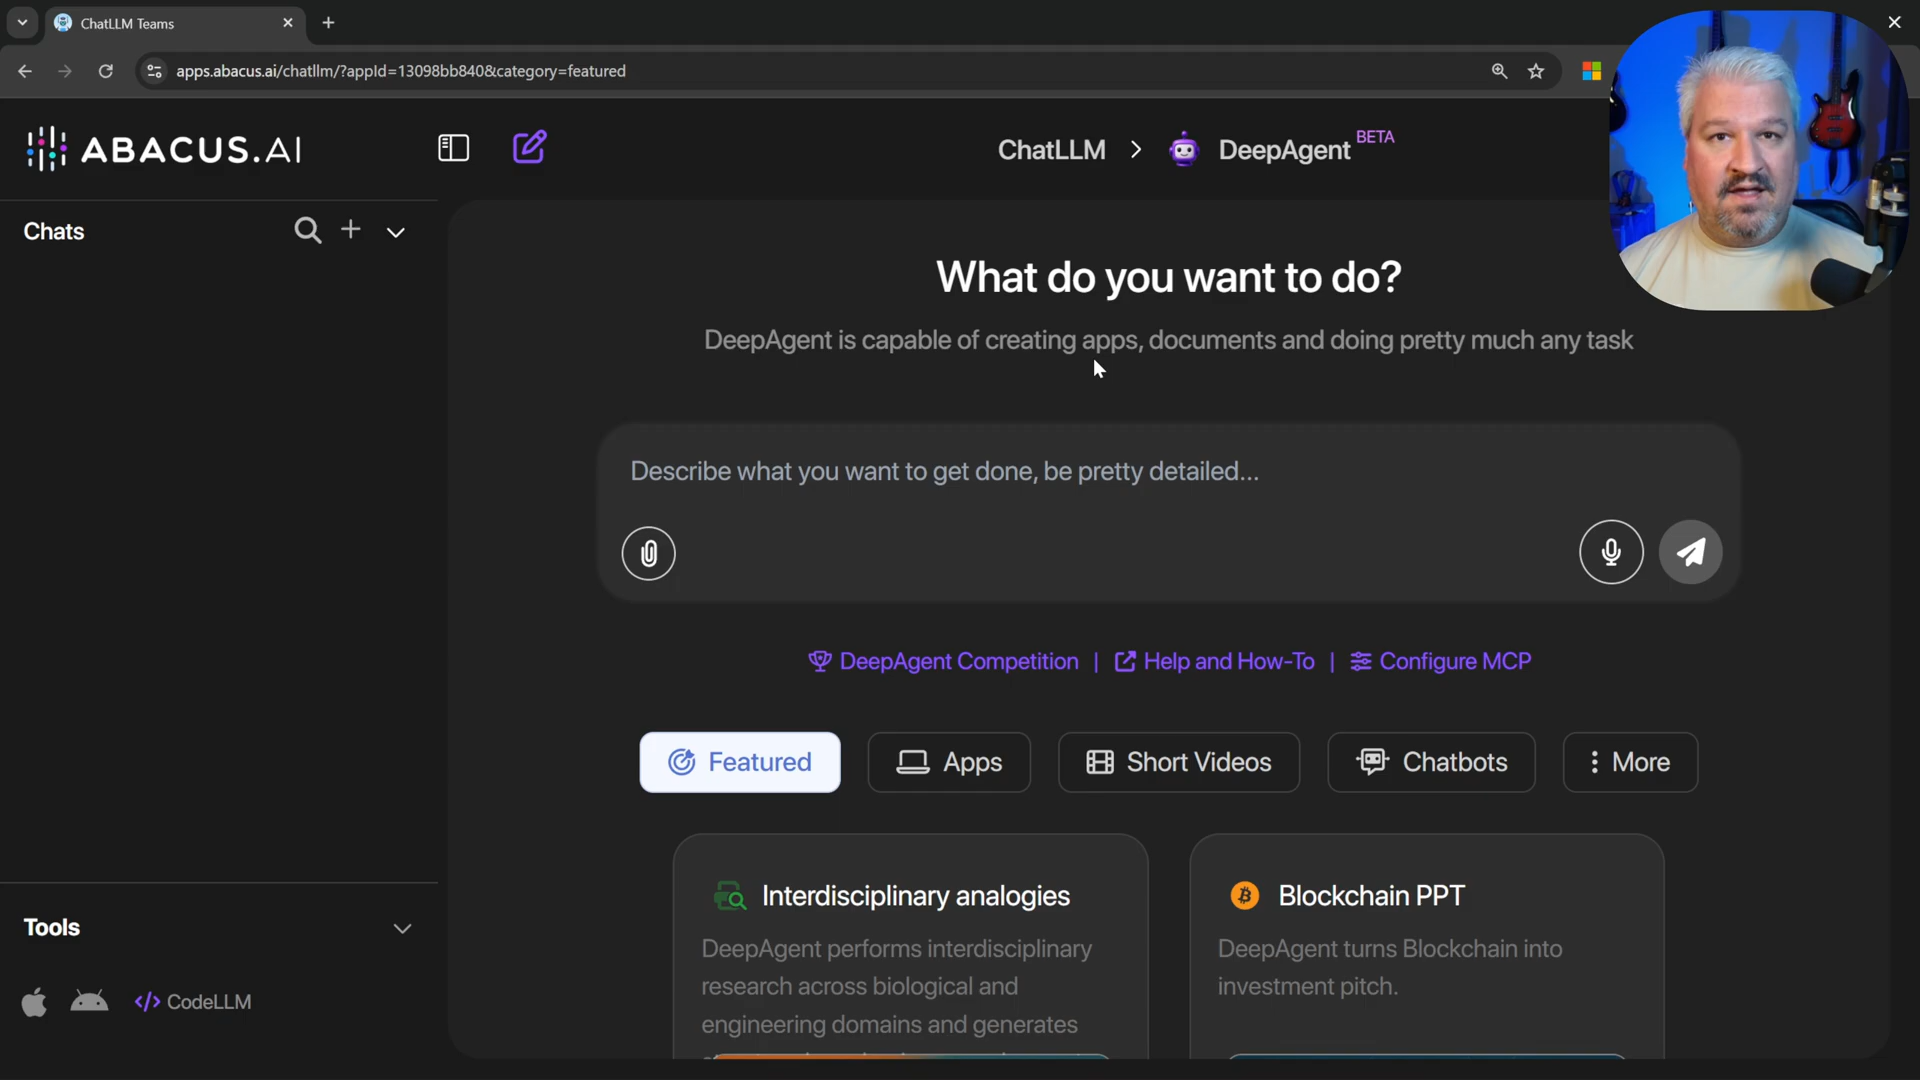 ChatLLM Teams
apps.abacus.ai/chatllm/?appId=13098bb840&category=featured
ABACUS.AI
ChatLLM > DeepAgent BETA
Chats
What do you want to do?
DeepAgent is capable of creating apps, documents and doing pretty much any task
Describe what you want to get done, be pretty detailed...
DeepAgent Competition | Help and How-To | Configure MCP
Featured
Apps
Short Videos
Chatbots
More
Interdisciplinary analogies
DeepAgent performs interdisciplinary
research across biological and
engineering domains and generates
Blockchain PPT
DeepAgent turns Blockchain into
investment pitch.
Tools
</> CodeLLM